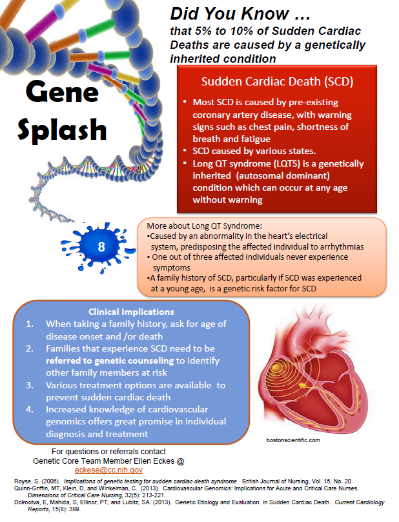 Did You Know …
that 5% to 10% of Sudden Cardiac
Deaths are caused by a genetically
inherited condition
Gene
Splash
Sudden Cardiac Death (SCD)
• Most SCD is caused by pre-existing
coronary artery disease, with warning
signs such as chest pain, shortness of
breath and fatigue
• SCD caused by various states.
• Long QT syndrome (LQTS) is a genetically
inherited (autosomal dominant)
condition which can occur at any age
without warning
8
More about Long QT Syndrome:
•Caused by an abnormality in the heart's electrical
system, predisposing the affected individual to arrhythmias
• One out of three affected individuals never experience
symptoms
•A family history of SCD, particularly if SCD was experienced
at a young age, is a genetic risk factor for SCD
Clinical Implications
1. When taking a family history, ask for age of
disease onset and /or death
2. Families that experience SCD need to be
referred to genetic counseling to identify
other family members at risk
3. Various treatment options are available to
prevent sudden cardiac death
4. Increased knowledge of cardiovascular
genomics offers great promise in individual
diagnosis and treatment
bostonscientific.com
For questions or referrals contact
Genetic Core Team Member Ellen Eckes @
eckese@cc.nih.gov
Royse, S. (2006). Implications of genetic testing for sudden cardiac death syndrome. British Journal of Nursing, Vol. 15, No. 20.
Quinn-Griffin, MT, Klein, D, and Winkelman, C. (2013). Cardiovascular Genomics: Implications for Acute and Critical Care Nurses.
Dimensions of Critical Care Nursing, 32(5): 213-221.
Dolmotva, E, Mahida, S, Ellinor, PT, and Lubitz, SA. (2013). Genetic Etiology and Evaluation in Sudden Cardiac Death. Current Cardiology
Reports, 15(8): 389.